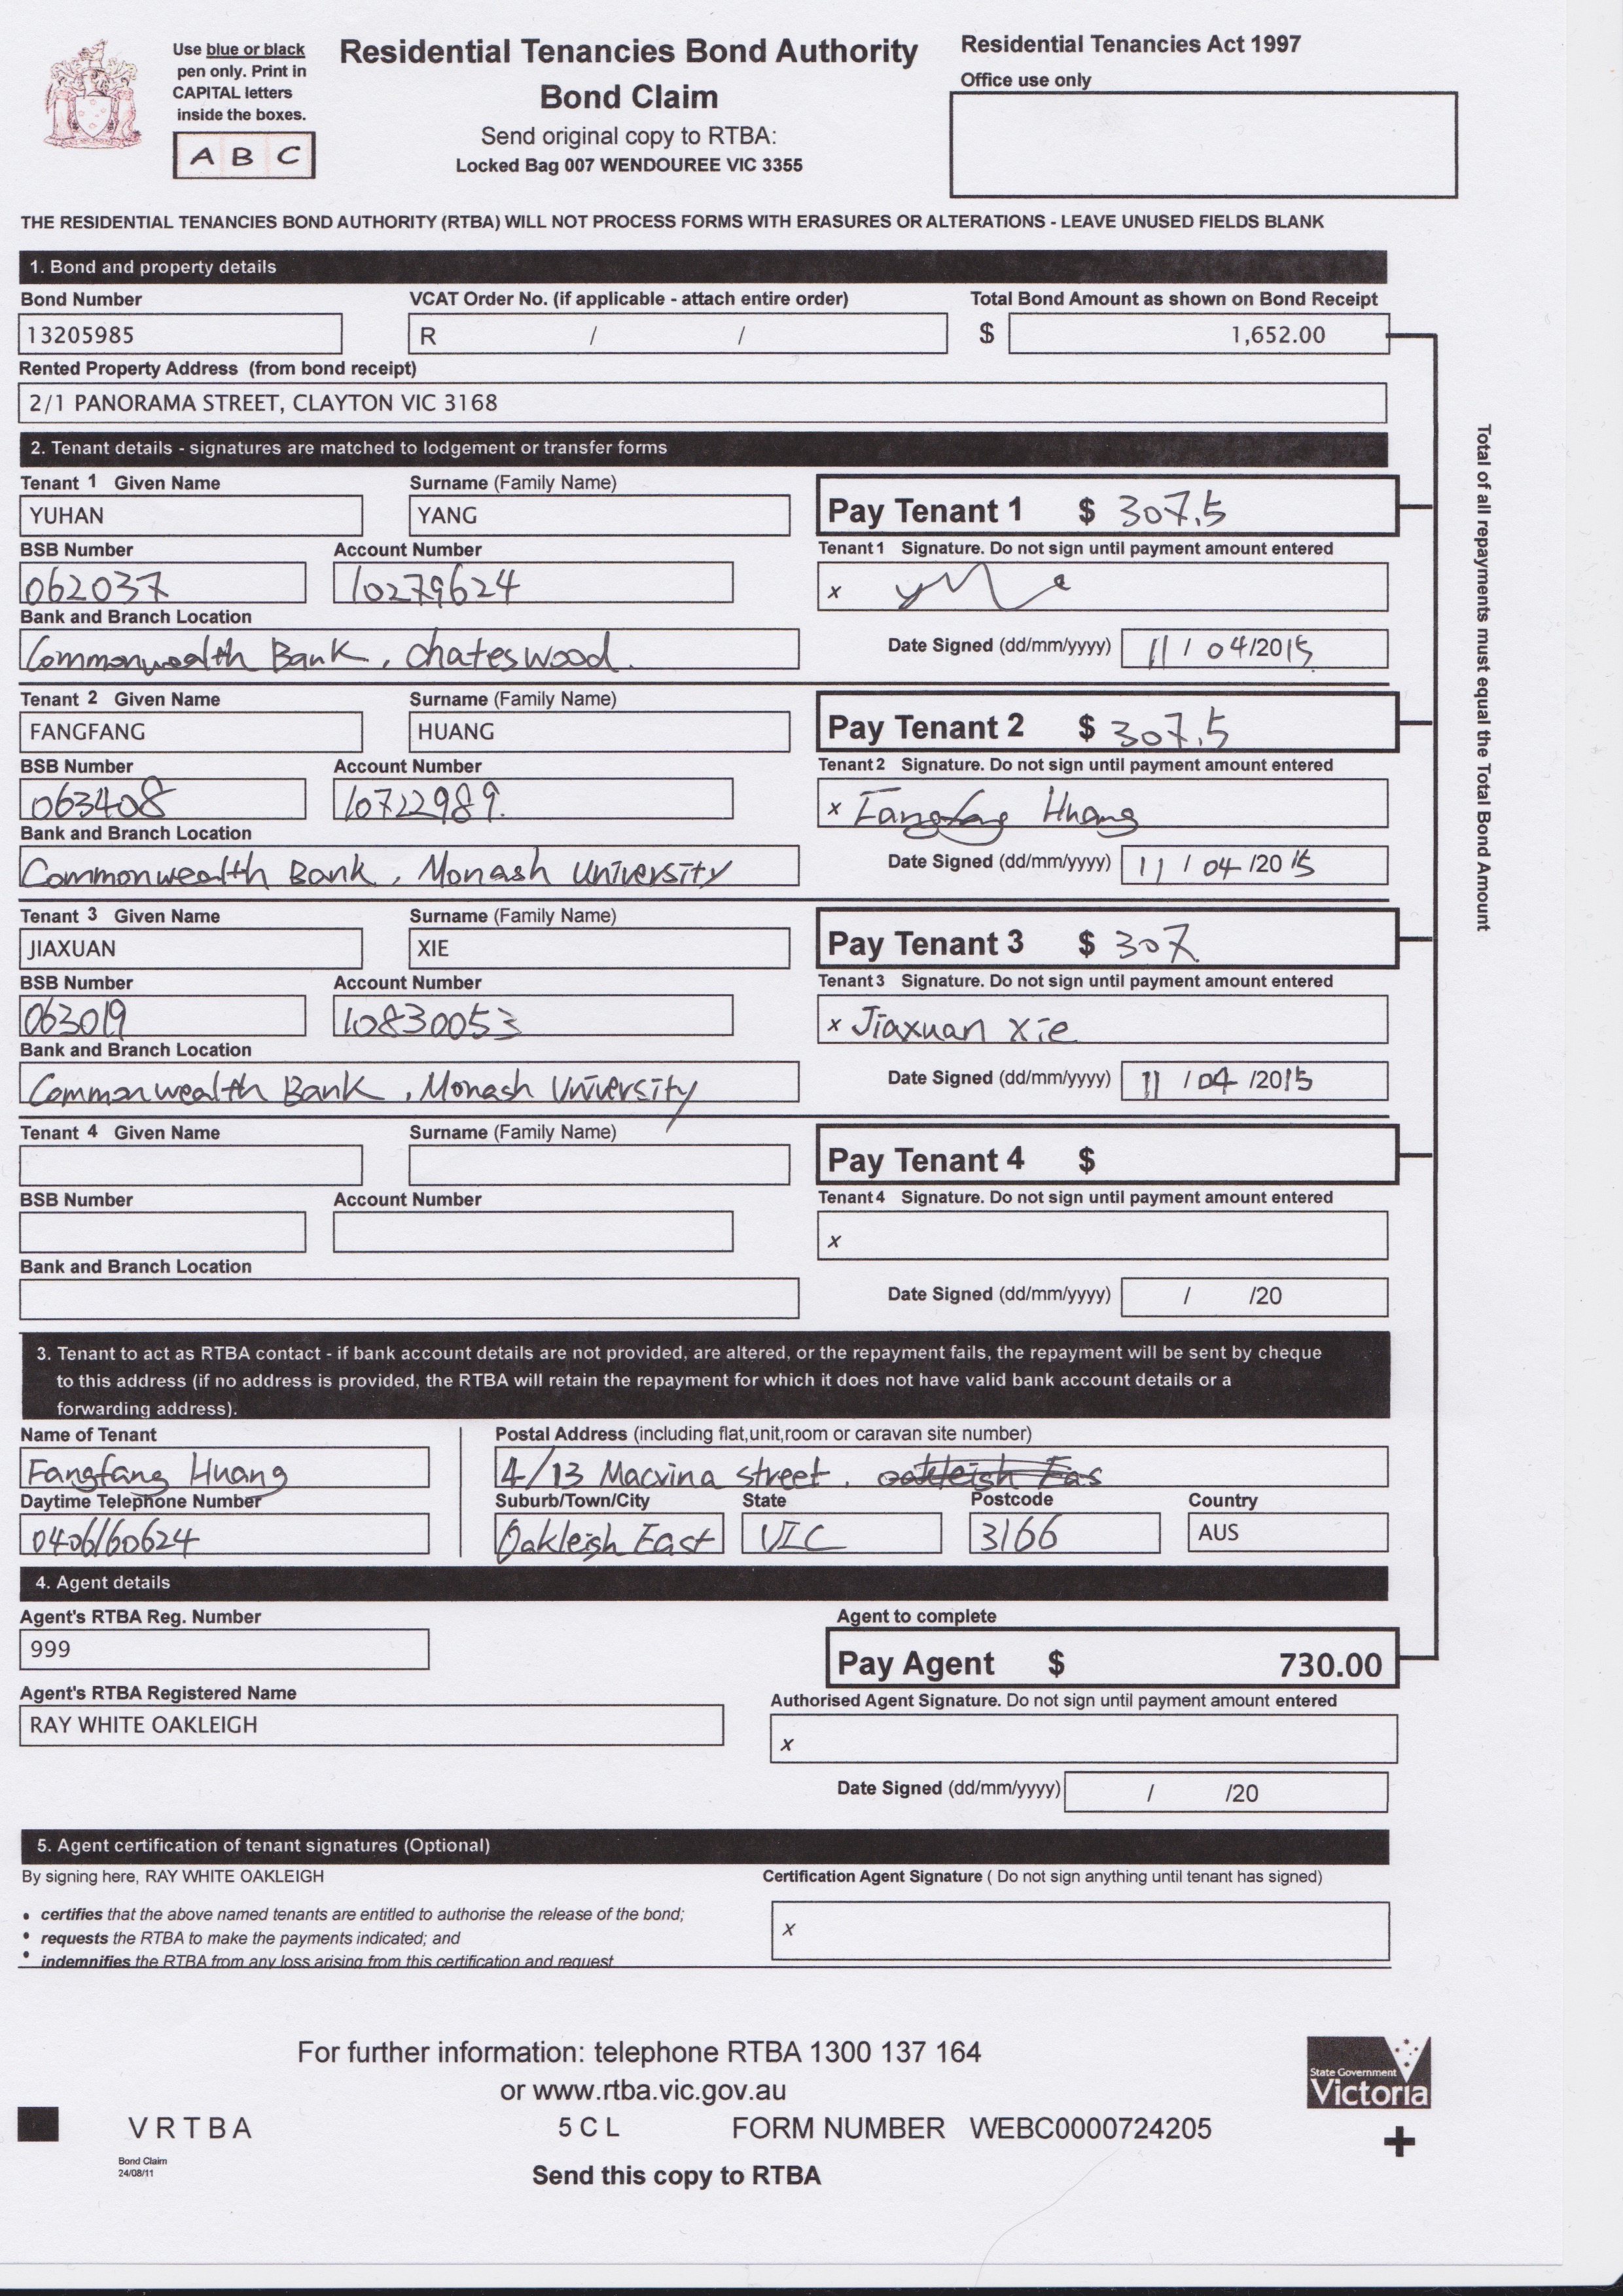 Use blue or black
pen only. Print in
CAPITAL letters
inside the boxes.
A B C
Residential Tenancies Bond Authority
Bond Claim
Send original copy to RTBA:
Locked Bag 007 WENDOUREE VIC 3355
Residential Tenancies Act 1997
Office use only
THE RESIDENTIAL TENANCIES BOND AUTHORITY (RTBA) WILL NOT PROCESS FORMS WITH ERASURES OR ALTERATIONS - LEAVE UNUSED FIELDS BLANK
1. Bond and property details
Bond Number VCAT Order No. (if applicable - attach entire order) Total Bond Amount as shown on Bond Receipt
13205985 R / / $ 1,652.00
Rented Property Address (from bond receipt)
2/1 PANORAMA STREET, CLAYTON VIC 3168
Total of all repayments must equal the Total Bond Amount
2. Tenant details - signatures are matched to lodgement or transfer forms
Tenant 1 Given Name Surname (Family Name)
YUHAN YANG Pay Tenant 1 $ 307.5
BSB Number Account Number Tenant1 Signature. Do not sign until payment amount entered
062037 10279624 x
Bank and Branch Location
Commonwealth Bank, chateswood. Date Signed (dd/mm/yyyy) 11 / 04/2015
Tenant 2 Given Name Surname (Family Name)
FANGFANG HUANG Pay Tenant 2 $ 307.5
BSB Number Account Number Tenant2 Signature. Do not sign until payment amount entered
063408 10722989. x Fangfang Huang
Bank and Branch Location
Commonwealth Bank, Monash University Date Signed (dd/mm/yyyy) 11 / 04 /2015
Tenant 3 Given Name Surname (Family Name)
JIAXUAN XIE Pay Tenant 3 $ 307
BSB Number Account Number Tenant3 Signature. Do not sign until payment amount entered
063019 10830053 x Jiaxuan Xie
Bank and Branch Location
Commonwealth Bank, Monash University Date Signed (dd/mm/yyyy) 11 /04 /2015
Tenant 4 Given Name Surname (Family Name)
Pay Tenant 4 $
BSB Number Account Number Tenant4 Signature. Do not sign until payment amount entered
x
Bank and Branch Location
Date Signed (dd/mm/yyyy) / /20
3. Tenant to act as RTBA contact - if bank account details are not provided, are altered, or the repayment fails, the repayment will be sent by cheque
to this address (if no address is provided, the RTBA will retain the repayment for which it does not have valid bank account details or a
forwarding address).
Name of Tenant Postal Address (including flat,unit,room or caravan site number)
Fangfang Huang 4/13 Macrina street, oakleish Eas
Daytime Telephone Number Suburb/Town/City State Postcode Country
0406160624 Oakleish East VIC 3166 AUS
4. Agent details
Agent's RTBA Reg. Number Agent to complete
999 Pay Agent $ 730.00
Agent's RTBA Registered Name Authorised Agent Signature. Do not sign until payment amount entered
RAY WHITE OAKLEIGH x
Date Signed (dd/mm/yyyy) / /20
5. Agent certification of tenant signatures (Optional)
By signing here, RAY WHITE OAKLEIGH Certification Agent Signature ( Do not sign anything until tenant has signed)
• certifies that the above named tenants are entitled to authorise the release of the bond;
• requests the RTBA to make the payments indicated; and
• indemnifies the RTBA from any loss arising from this certification and request
x
For further information: telephone RTBA 1300 137 164
or www.rtba.vic.gov.au
State Government
Victoria
VRTBA 5CL FORM NUMBER WEBC0000724205
Bond Claim
24/08/11
Send this copy to RTBA